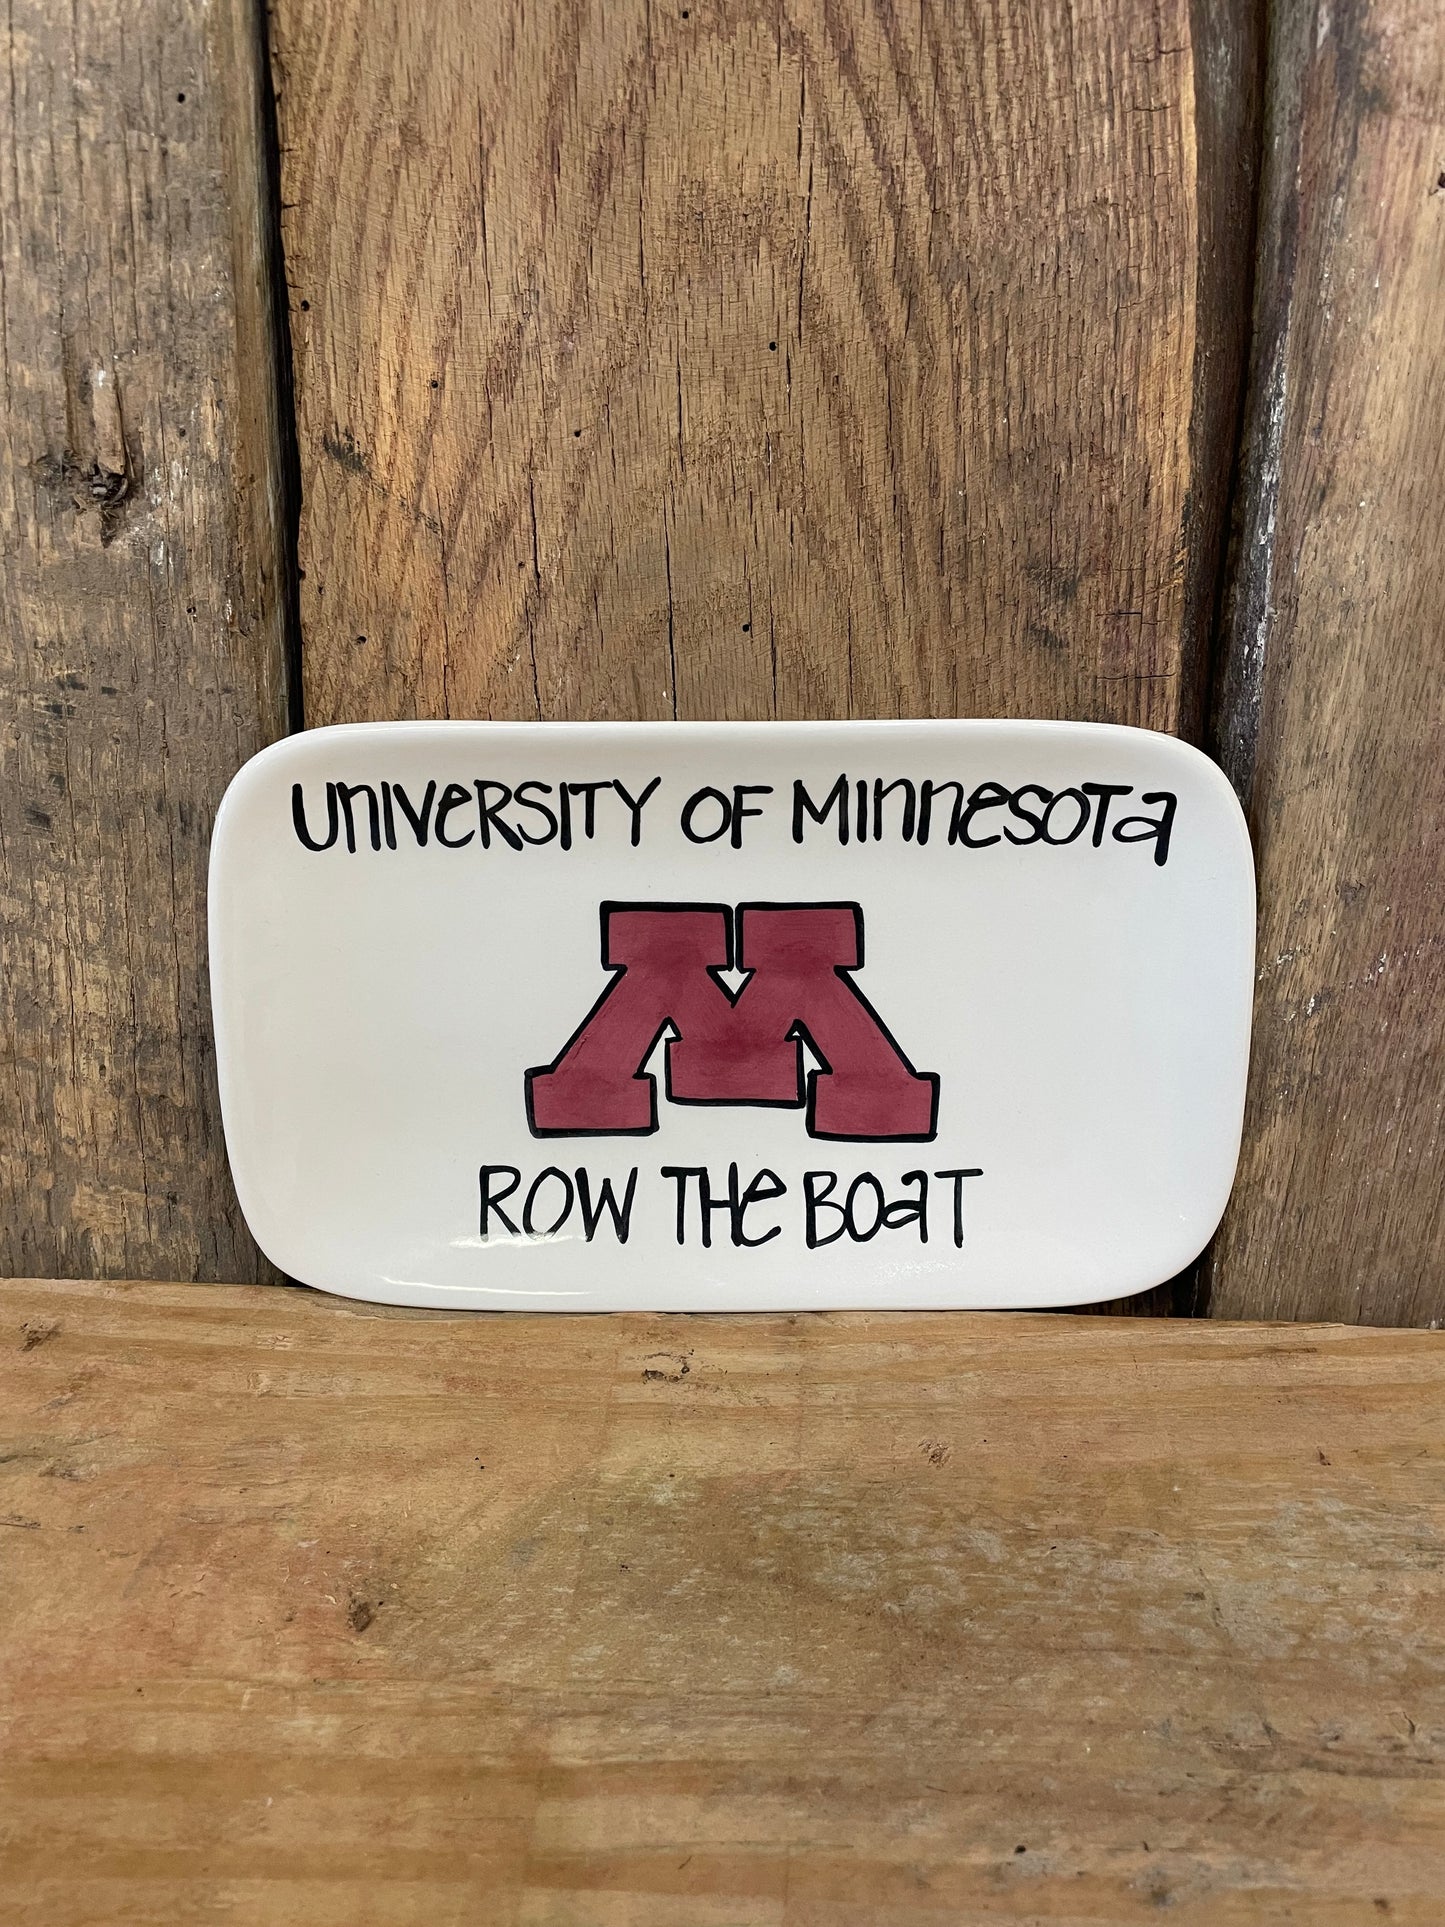 UNIVERSITY OF MINNESOTA
M
ROW THE BOAT